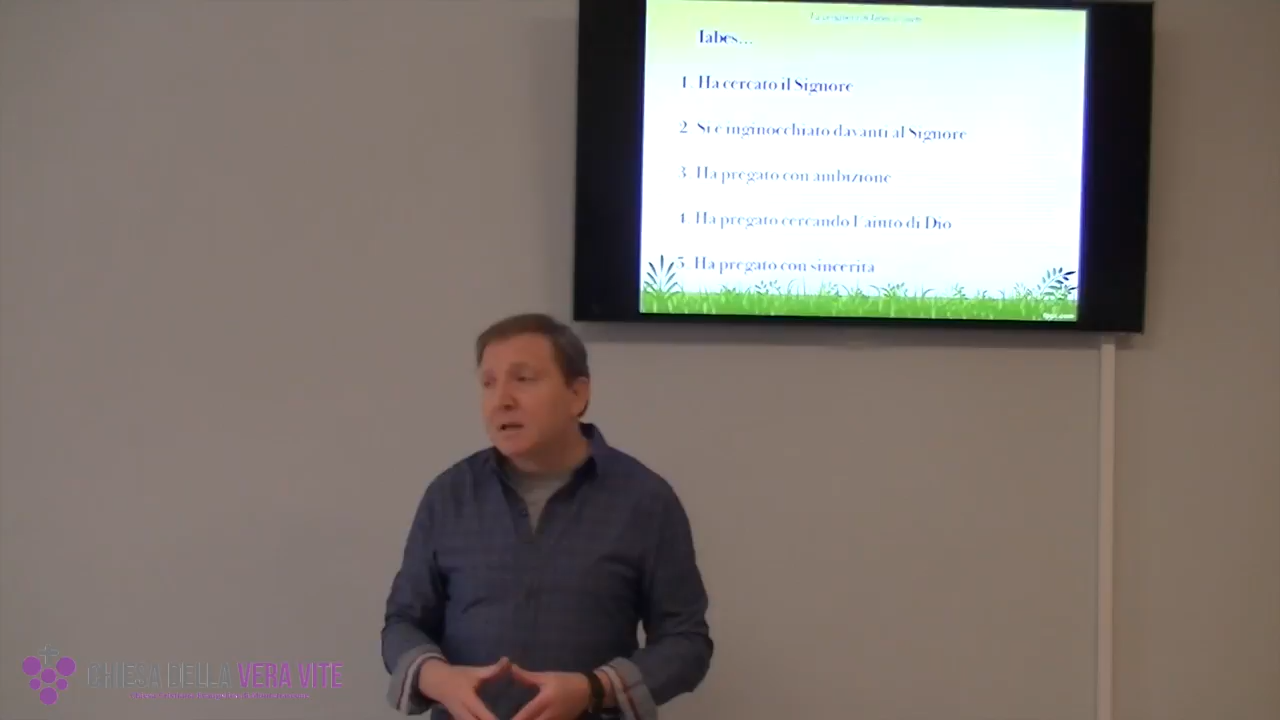 Iabes...
1. Ha cercato il Signore
2. Si è inginocchiato davanti al Signore
3. Ha pregato con ambizione
4. Ha pregato cercando l'aiuto di Dio
5. Ha pregato con sincerità
CHIESA DELLA VERA VITE